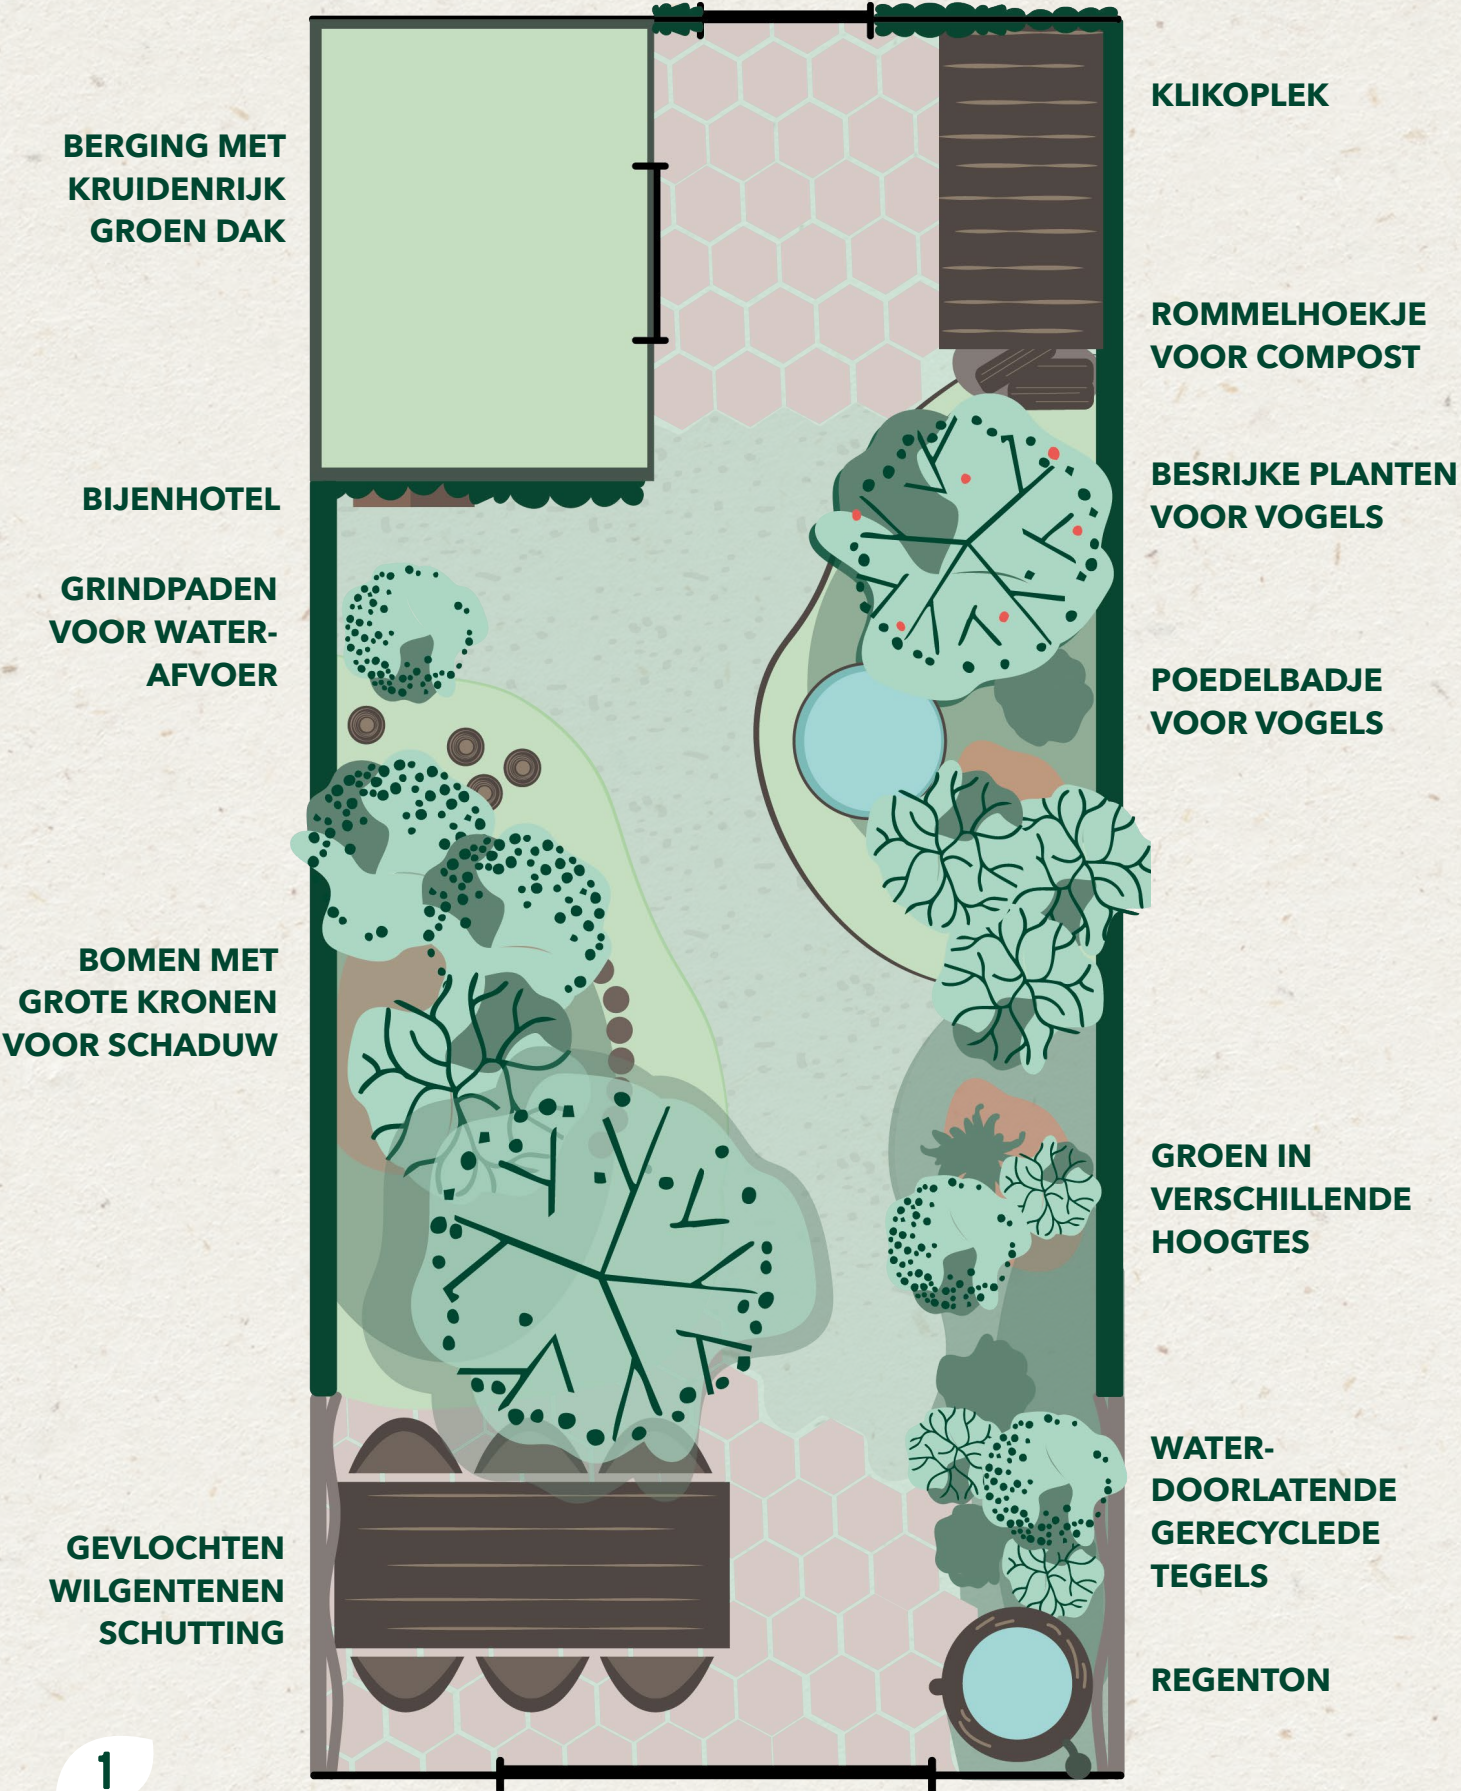 KLIKOPLEK
BERGING MET
KRUIDENRIJK
GROEN DAK
ROMMELHOEKJE
VOOR COMPOST
BIJENHOTEL
BESRIJKE PLANTEN
VOOR VOGELS
GRINDPADEN
VOOR WATER-
AFVOER
POEDELBADJE
VOOR VOGELS
BOMEN MET
GROTE KRONEN
VOOR SCHADUW
GROEN IN
VERSCHILLENDE
HOOGTES
WATER-
DOORLATENDE
GERECYCLEDE
TEGELS
GEVLOCHTEN
WILGENTENEN
SCHUTTING
REGENTON
1